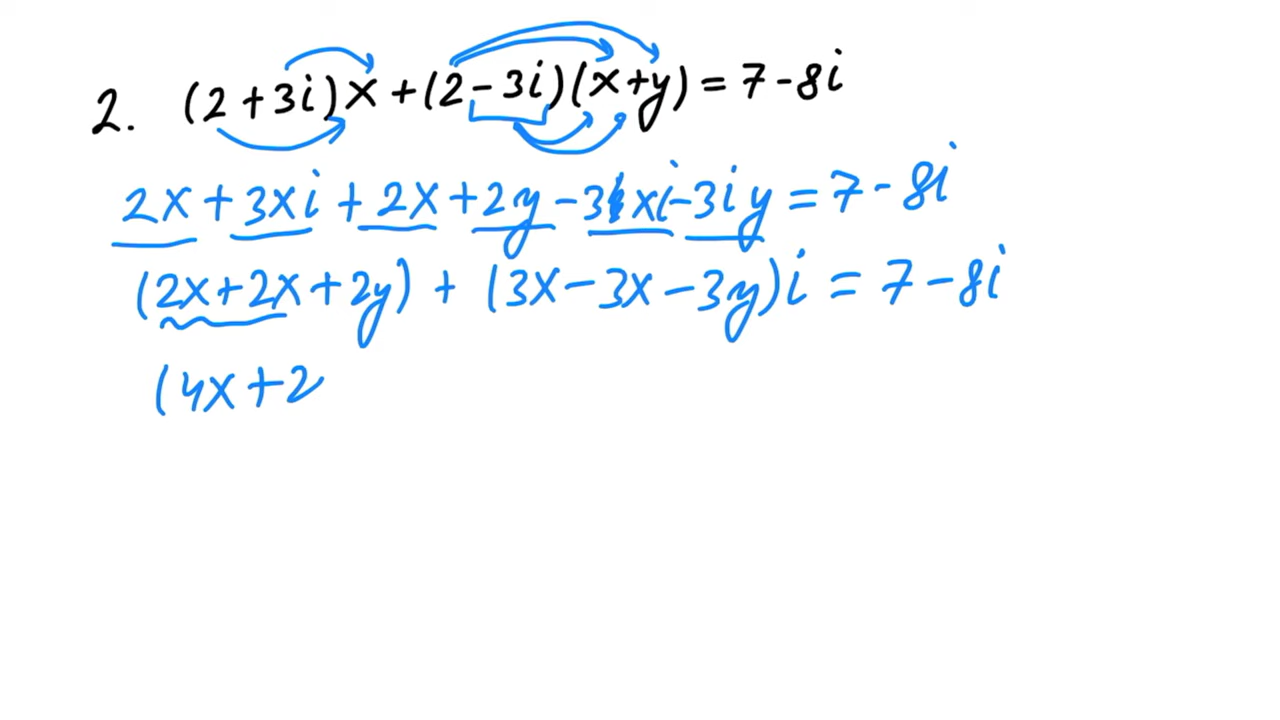 2. (2+3i)x+(2-3i)(x+y)=7-8i
2x+3xi+2x+2y-3xi-3iy=7-8i
(2x+2x+2y)+(3x-3x-3y)i=7-8i
(4x+2